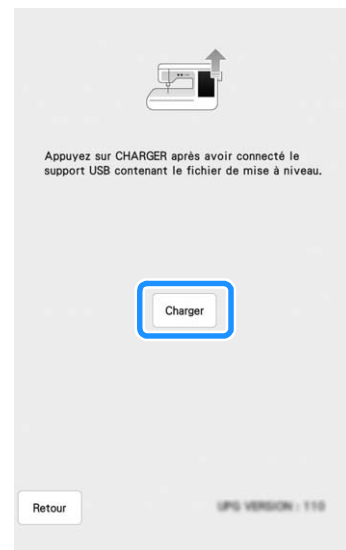 Appuyez sur CHARGER après avoir connecté le
support USB contenant le fichier de mise à niveau.
Charger
Retour
UPG VERSION : 110